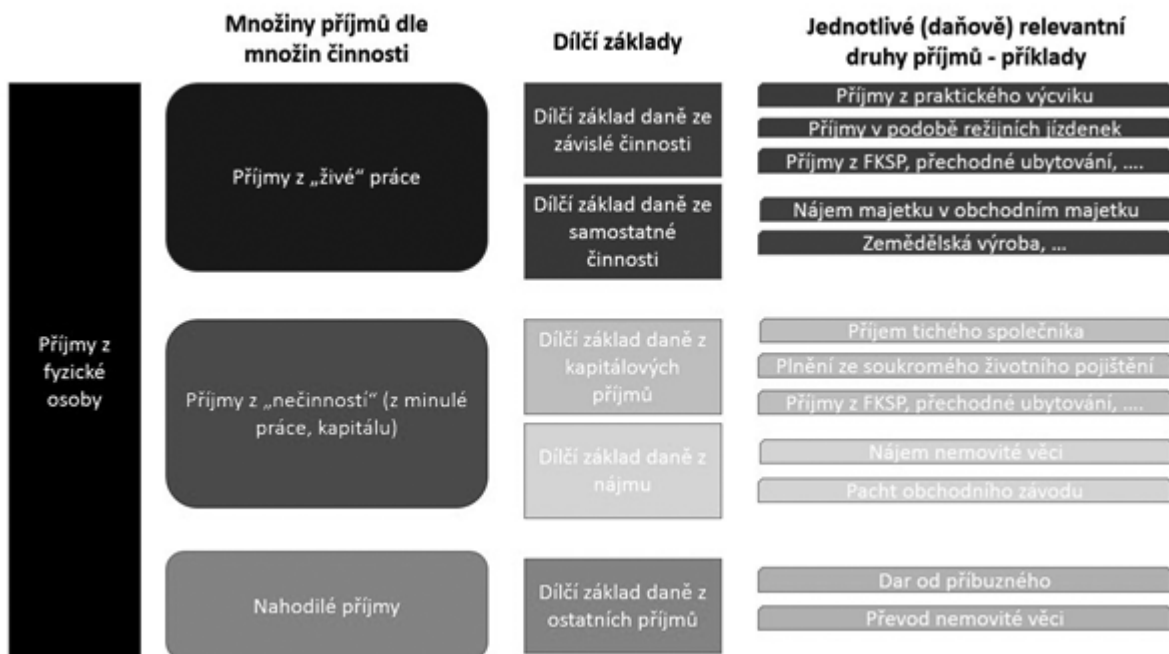 Množiny příjmů dle
množin činnosti
Dílčí základy
Jednotlivé (daňově) relevantní
druhy příjmů - příklady
Příjmy z
fyzické
osoby
Příjmy z „živé“ práce
Dílčí základ daně ze
závislé činnosti
Příjmy z praktického výcviku
Příjmy v podobě režijních jízdenek
Příjmy z FKSP, přechodné ubytování, ....
Dílčí základ daně ze
samostatné
činnosti
Nájem majetku v obchodním majetku
Zemědělská výroba, ...
Příjmy z „nečinností“ (z minulé
práce, kapitálu)
Dílčí základ daně z
kapitálových
příjmů
Příjem tichého společníka
Plnění ze soukromého životního pojištění
Příjmy z FKSP, přechodné ubytování, ....
Dílčí základ daně z
nájmu
Nájem nemovité věci
Pacht obchodního závodu
Nahodilé příjmy
Dílčí základ daně z
ostatních příjmů
Dar od příbuzného
Převod nemovité věci